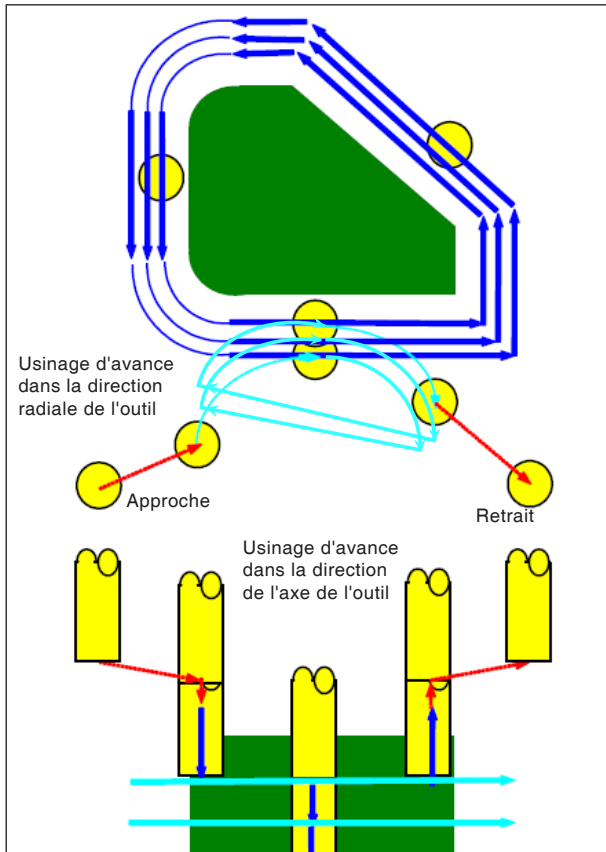 Usinage d'avance
dans la direction
radiale de l'outil
Approche
Retrait
Usinage d'avance
dans la direction
de l'axe de l'outil